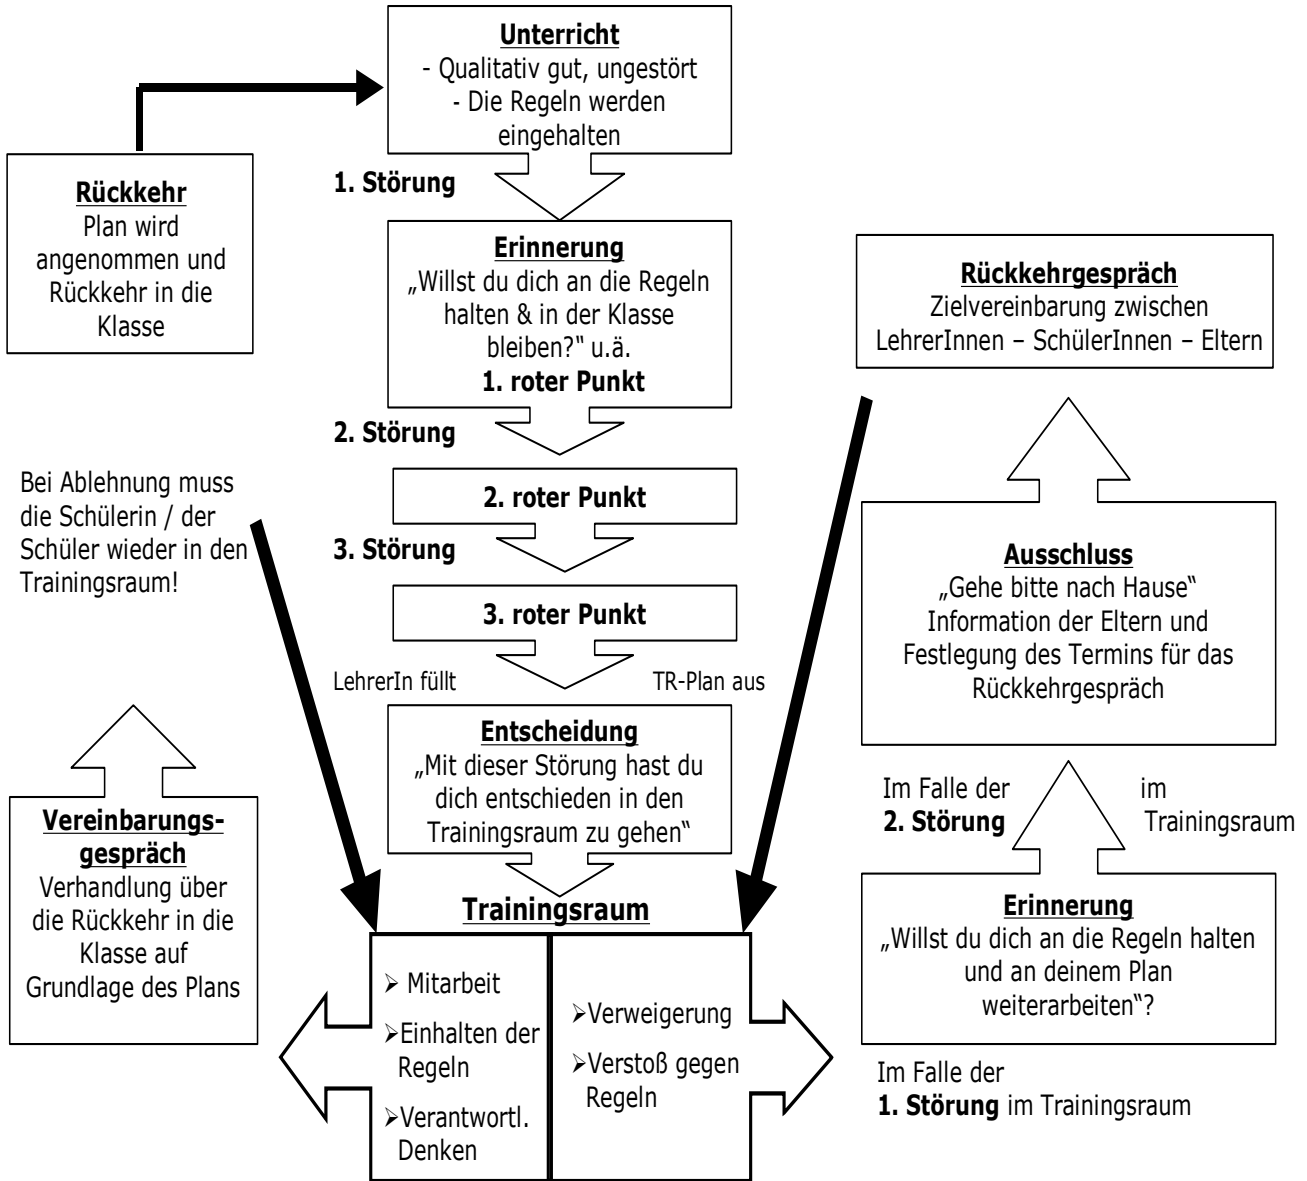 Unterricht
- Qualitativ gut, ungestört
- Die Regeln werden
eingehalten
1. Störung
Rückkehr
Plan wird
angenommen und
Rückkehr in die
Klasse
Erinnerung
„Willst du dich an die Regeln
halten & in der Klasse
bleiben?“ u.ä.
1. roter Punkt
Rückkehrgespräch
Zielvereinbarung zwischen
LehrerInnen – SchülerInnen – Eltern
2. Störung
2. roter Punkt
Bei Ablehnung muss
die Schülerin / der
Schüler wieder in den
Trainingsraum!
3. Störung
3. roter Punkt
Ausschluss
„Gehe bitte nach Hause“
Information der Eltern und
Festlegung des Termins für das
Rückkehrgespräch
LehrerIn füllt TR-Plan aus
Entscheidung
„Mit dieser Störung hast du
dich entschieden in den
Trainingsraum zu gehen“
Im Falle der im
2. Störung Trainingsraum
Vereinbarungs-
gespräch
Verhandlung über
die Rückkehr in die
Klasse auf
Grundlage des Plans
Trainingsraum
Erinnerung
„Willst du dich an die Regeln halten
und an deinem Plan
weiterarbeiten“?
➢ Mitarbeit
➢Einhalten der
Regeln
➢Verantwortl.
Denken
➢Verweigerung
➢Verstoß gegen
Regeln
Im Falle der
1. Störung im Trainingsraum